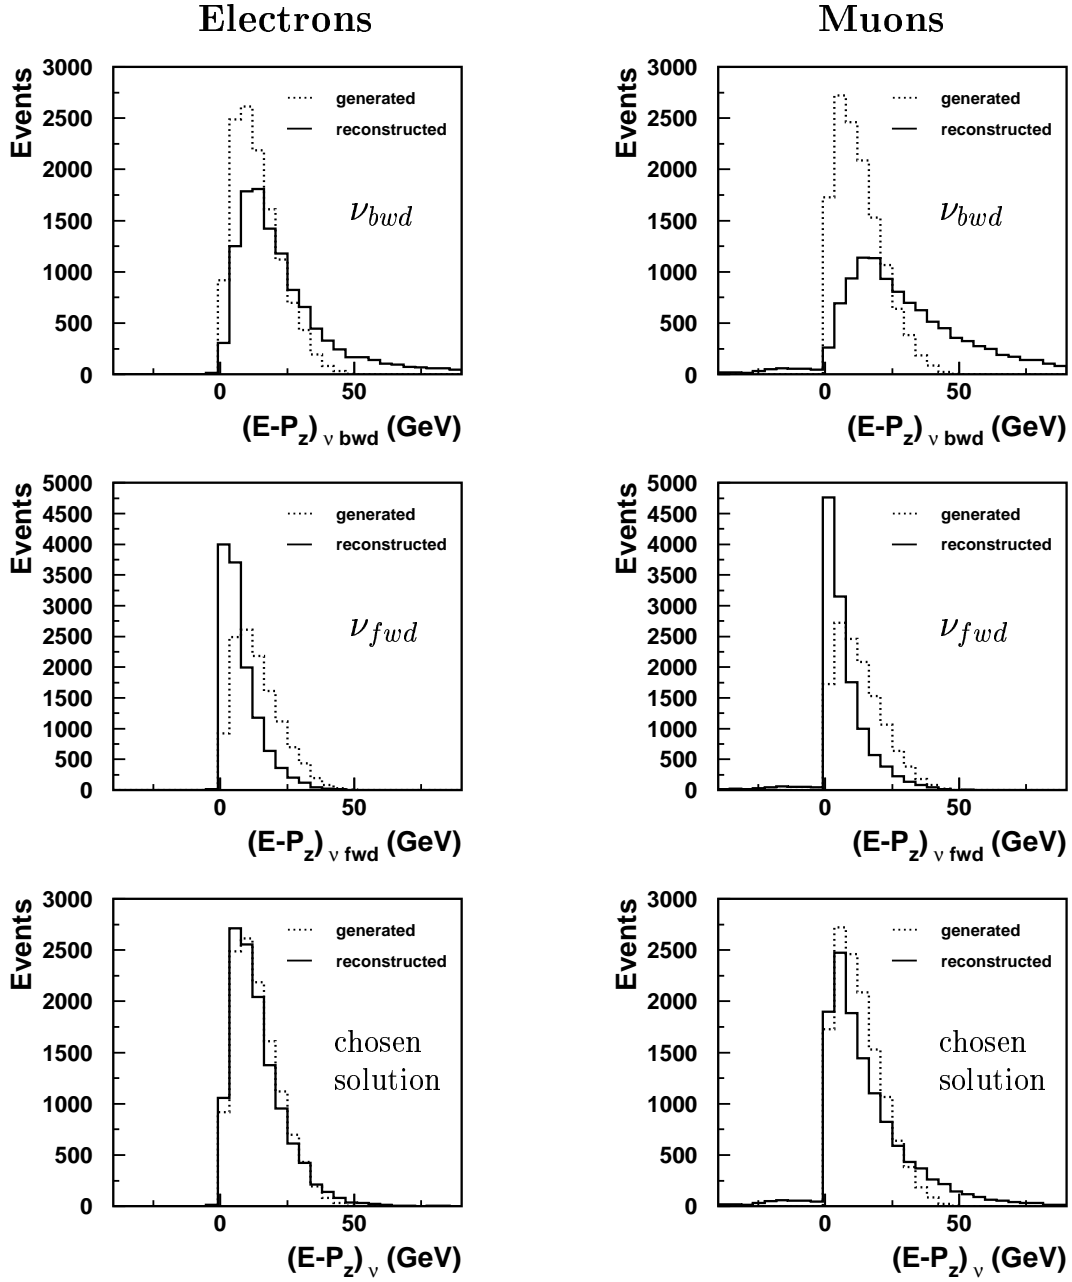 Electrons
Muons
3000
2500
2000
1500
1000
500
0
Events
generated
reconstructed
ν_bwd
0 50
(E-P_z)_ν bwd (GeV)
3000
2500
2000
1500
1000
500
0
Events
generated
reconstructed
ν_bwd
0 50
(E-P_z)_ν bwd (GeV)
5000
4500
4000
3500
3000
2500
2000
1500
1000
500
0
Events
generated
reconstructed
ν_fwd
0 50
(E-P_z)_ν fwd (GeV)
5000
4500
4000
3500
3000
2500
2000
1500
1000
500
0
Events
generated
reconstructed
ν_fwd
0 50
(E-P_z)_ν fwd (GeV)
3000
2500
2000
1500
1000
500
0
Events
generated
reconstructed
chosen
solution
0 50
(E-P_z)_ν (GeV)
3000
2500
2000
1500
1000
500
0
Events
generated
reconstructed
chosen
solution
0 50
(E-P_z)_ν (GeV)